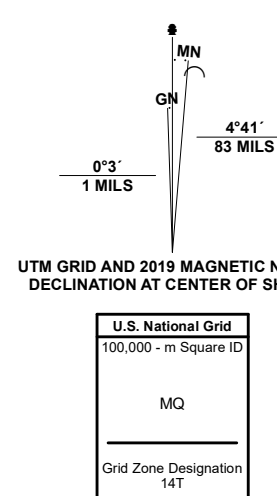 MN
GN
4°41´
83 MILS
0°3´
1 MILS
UTM GRID AND 2019 MAGNETIC
DECLINATION AT CENTER OF
U.S. National Grid
100,000 - m Square ID
MQ
Grid Zone Designation
14T